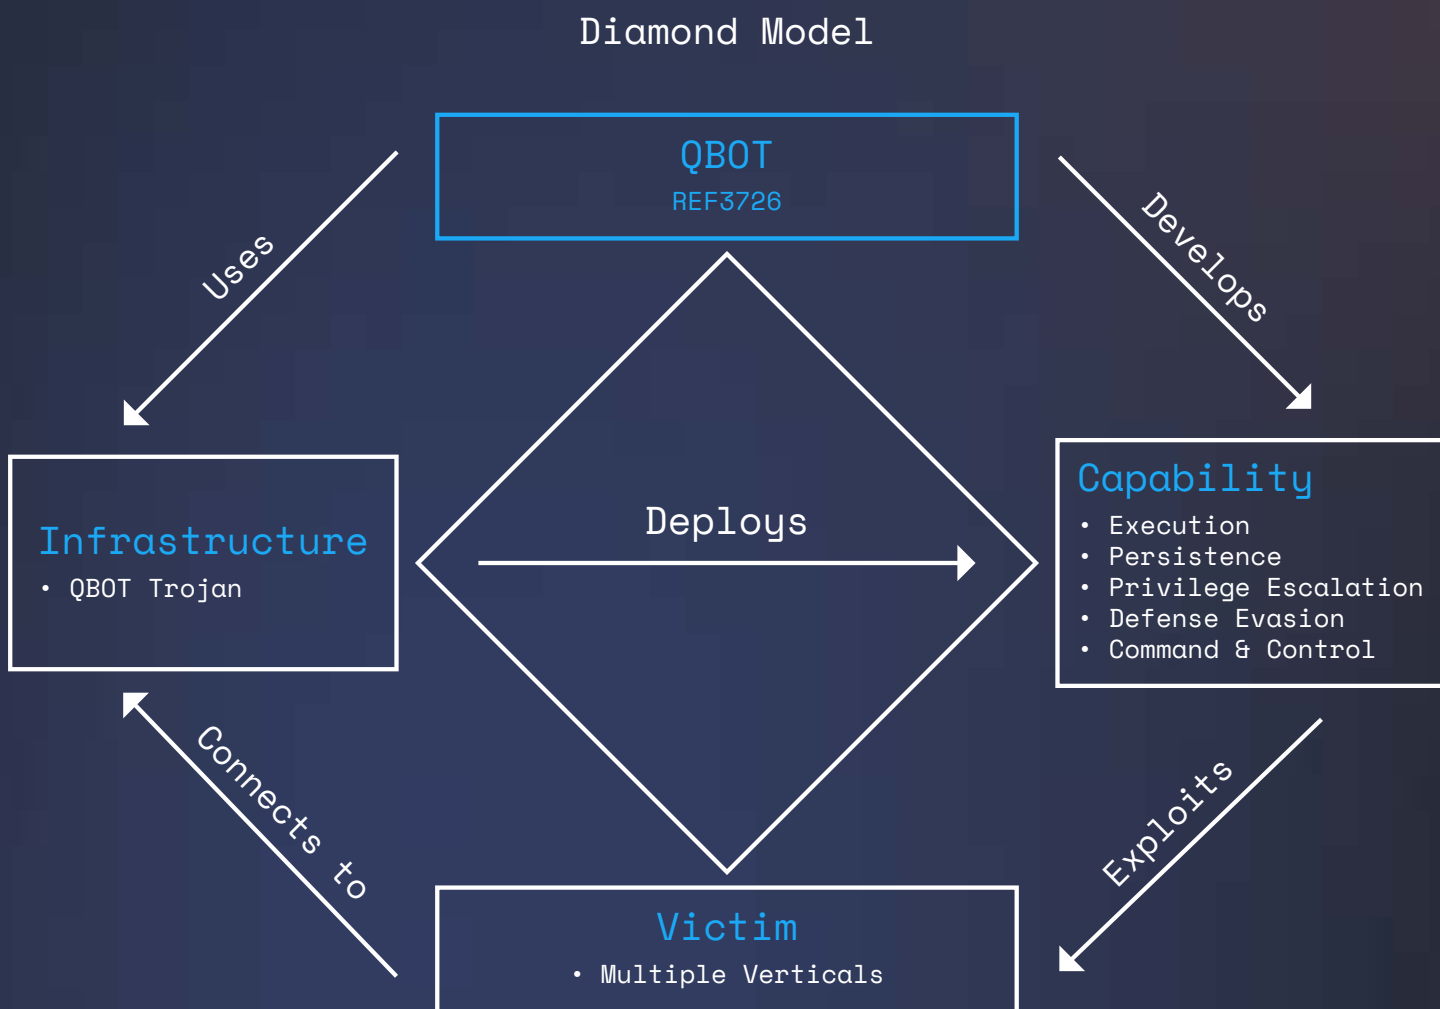 Diamond Model
QBOT
REF3726
Uses
Develops
Infrastructure
• QBOT Trojan
Deploys
Capability
• Execution
• Persistence
• Privilege Escalation
• Defense Evasion
• Command & Control
Connects to
Exploits
Victim
• Multiple Verticals